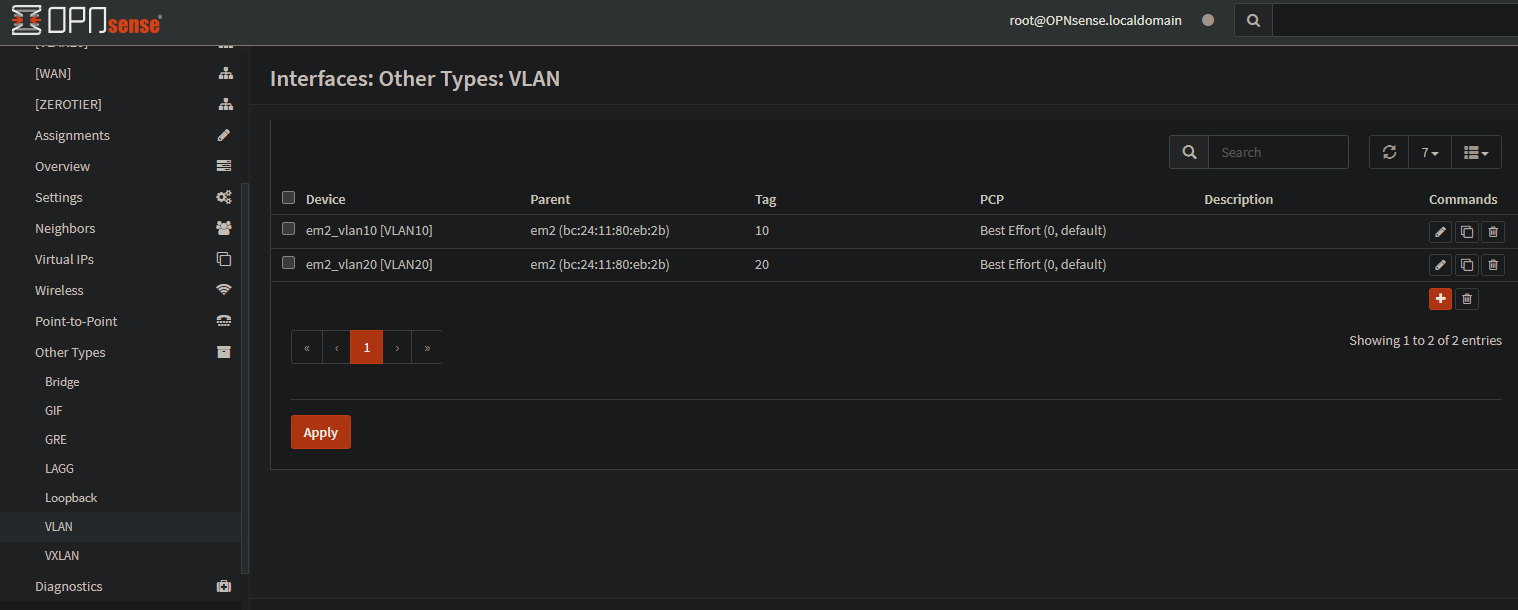 OPNsense
root@OPNsense.localdomain
[WAN]
[ZEROTIER]
Assignments
Overview
Settings
Neighbors
Virtual IPs
Wireless
Point-to-Point
Other Types
Bridge
GIF
GRE
LAGG
Loopback
VLAN
VXLAN
Diagnostics
Interfaces: Other Types: VLAN
Search
7
Device Parent Tag PCP Description Commands
em2_vlan10 [VLAN10] em2 (bc:24:11:80:eb:2b) 10 Best Effort (0, default)
em2_vlan20 [VLAN20] em2 (bc:24:11:80:eb:2b) 20 Best Effort (0, default)
« ‹ 1 › »
Showing 1 to 2 of 2 entries
Apply